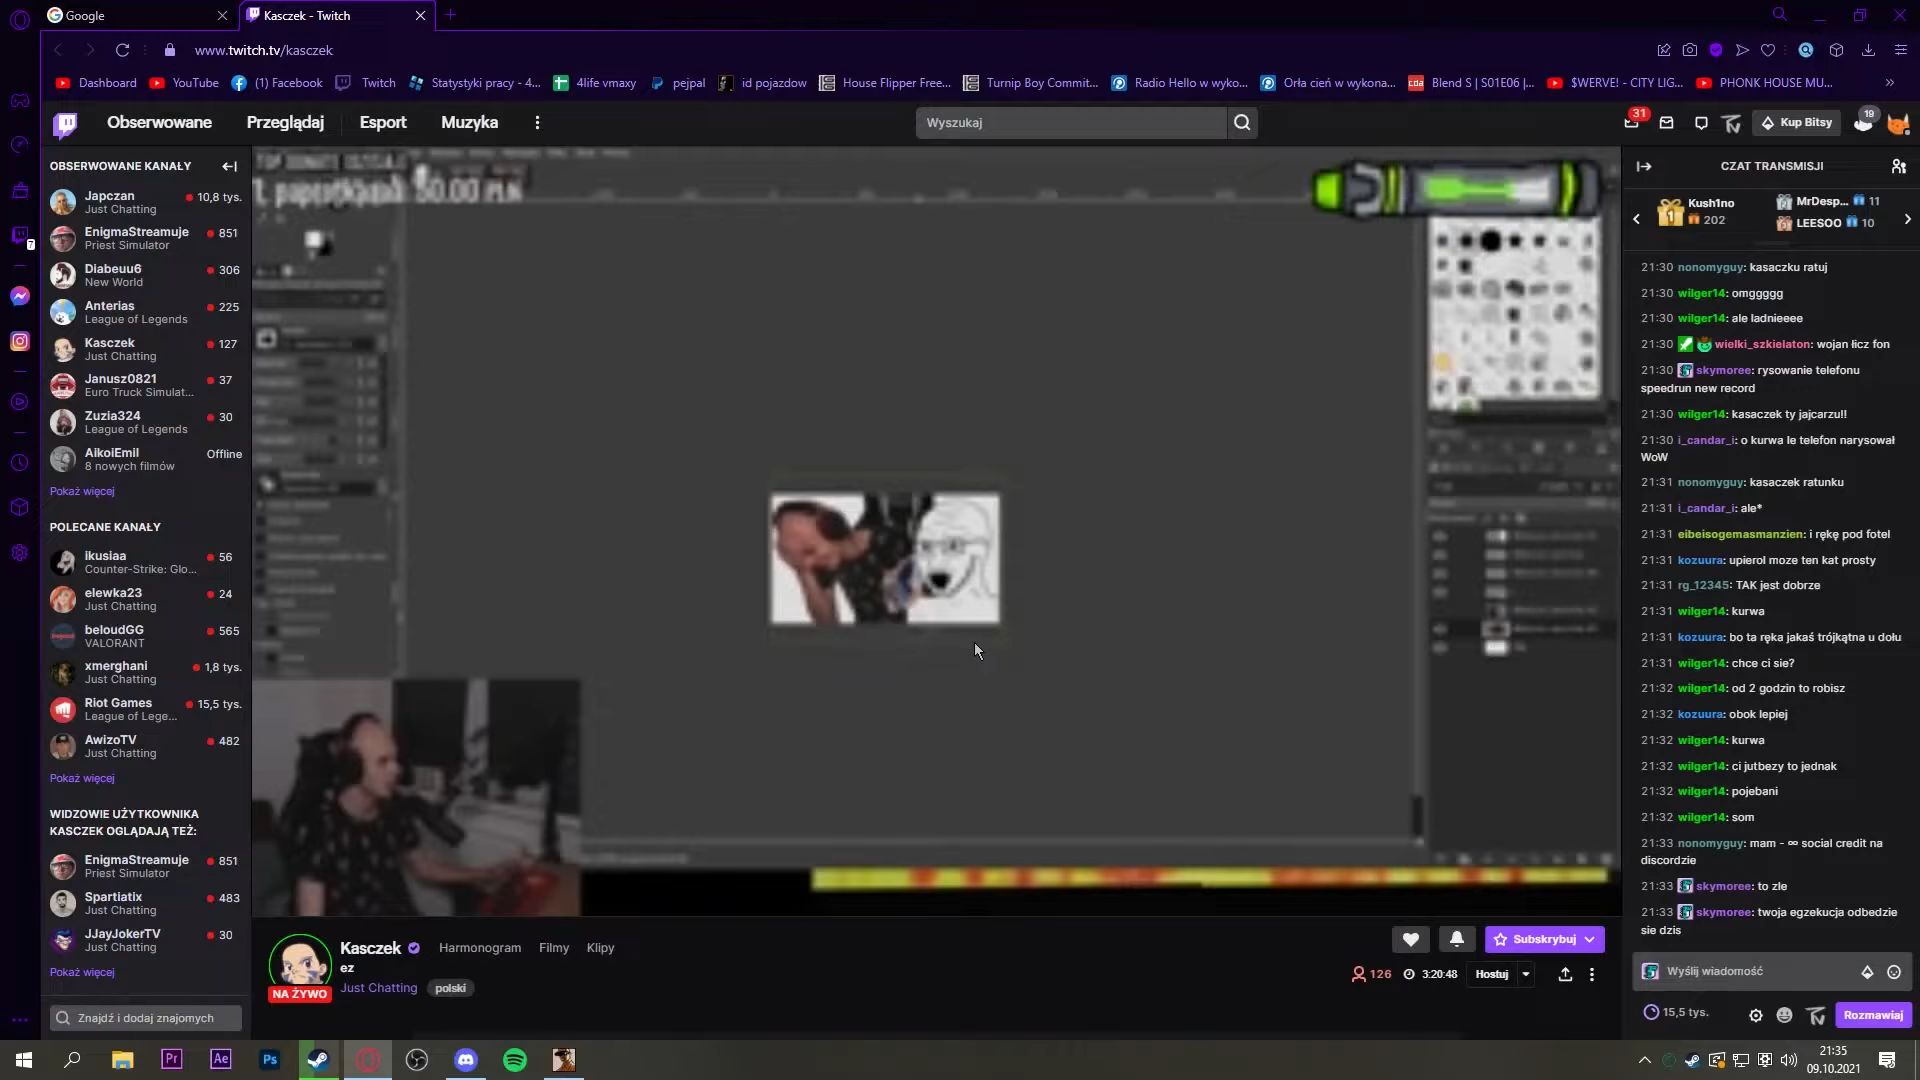 Google
Kasczek - Twitch
www.twitch.tv/kasczek
Dashboard
YouTube
(1) Facebook
Twitch
Statystyki pracy - 4...
4life vmaxy
pejpal
id pojazdow
House Flipper Free...
Turnip Boy Commit...
Radio Hello w wyko...
Orła cień w wykona...
Blend S | S01E06 |...
$WERVE! - CITY LIG...
PHONK HOUSE MU...
Obserwowane
Przeglądaj
Esport
Muzyka
Wyszukaj
31
Kup Bitsy
19
7
OBSERWOWANE KANAŁY
Japczan
10,8 tys.
Just Chatting
EnigmaStreamuje
851
Priest Simulator
Diabeuu6
306
New World
Anterias
225
League of Legends
Kasczek
127
Just Chatting
Janusz0821
37
Euro Truck Simulat...
Zuzia324
30
League of Legends
AikoiEmil
Offline
8 nowych filmów
Pokaż więcej
POLECANE KANAŁY
ikusiaa
56
Counter-Strike: Glo...
elewka23
24
Just Chatting
beloudGG
565
VALORANT
xmerghani
1,8 tys.
Just Chatting
Riot Games
15,5 tys.
League of Lege...
AwizoTV
482
Just Chatting
Pokaż więcej
WIDZOWIE UŻYTKOWNIKA
KASCZEK OGLĄDAJĄ TEŻ:
EnigmaStreamuje
851
Priest Simulator
Spartiatix
483
Just Chatting
JJayJokerTV
30
Just Chatting
Pokaż więcej
Znajdź i dodaj znajomych
50.00 PLN
NA ŻYWO
Kasczek
Harmonogram
Filmy
Klipy
ez
Just Chatting
polski
Subskrybuj
126
3:20:48
Hostuj
CZAT TRANSMISJI
1
Kush1no
202
MrDesp...
11
LEESOO
10
21:30 nonomyguy: kasaczku ratuj
21:30 wilger14: omggggg
21:30 wilger14: ale ladnieeee
21:30 wielki_szkielaton: wojan łicz fon
21:30 skymoree: rysowanie telefonu
speedrun new record
21:30 wilger14: kasaczek ty jajcarzu!!
21:30 i_candar_i: o kurwa le telefon narysował
WoW
21:31 nonomyguy: kasaczek ratunku
21:31 i_candar_i: ale*
21:31 eibeisogemasmanzien: i rękę pod fotel
21:31 kozuura: upierol moze ten kat prosty
21:31 rg_12345: TAK jest dobrze
21:31 wilger14: kurwa
21:31 kozuura: bo ta ręka jakaś trójkątna u dołu
21:31 wilger14: chce ci sie?
21:32 wilger14: od 2 godzin to robisz
21:32 kozuura: obok lepiej
21:32 wilger14: kurwa
21:32 wilger14: ci jutbezy to jednak
21:32 wilger14: pojebani
21:32 wilger14: som
21:33 nonomyguy: mam - ∞ social credit na
discordzie
21:33 skymoree: to zle
21:33 skymoree: twoja egzekucja odbedzie
sie dzis
Wyślij wiadomość
15,5 tys.
Rozmawiaj
Pr
Ae
Ps
21:35
09.10.2021